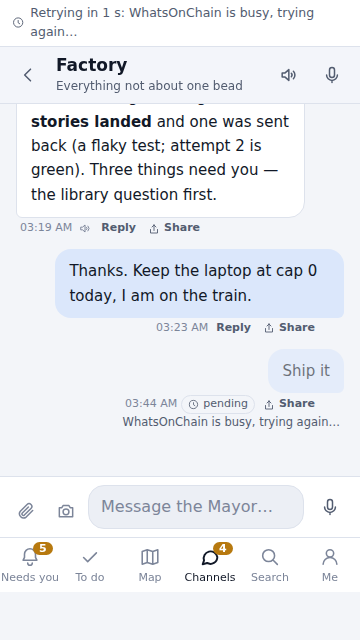 Retrying in 1 s: WhatsOnChain is busy, trying
again…
Factory
Everything not about one bead
stories landed and one was sent
back (a flaky test; attempt 2 is
green). Three things need you —
the library question first.
03:19 AM Reply Share
Thanks. Keep the laptop at cap 0
today, I am on the train.
03:23 AM Reply Share
Ship it
03:44 AM pending Share
WhatsOnChain is busy, trying again…
Message the Mayor…
5 4
Needs you To do Map Channels Search Me